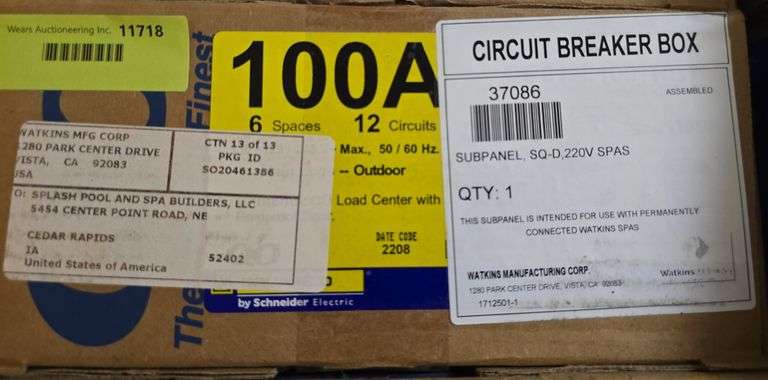 Wears Auctioneering Inc. 11718
The Finest
100A
6 Spaces 12 Circuits
Max., 50 / 60 Hz.
-- Outdoor
Load Center with
DATE CODE
2208
by Schneider Electric
WATKINS MFG CORP
1280 PARK CENTER DRIVE
VISTA, CA 92083
USA
CTN 13 of 13
PKG ID
SO20461386
O: SPLASH POOL AND SPA BUILDERS, LLC
5454 CENTER POINT ROAD, NE
CEDAR RAPIDS
IA
United States of America 52402
CIRCUIT BREAKER BOX
37086
ASSEMBLED
SUBPANEL, SQ-D,220V SPAS
QTY: 1
THIS SUBPANEL IS INTENDED FOR USE WITH PERMANENTLY
CONNECTED WATKINS SPAS
WATKINS MANUFACTURING CORP.
1280 PARK CENTER DRIVE, VISTA, CA 92083
1712501-1
Watkins